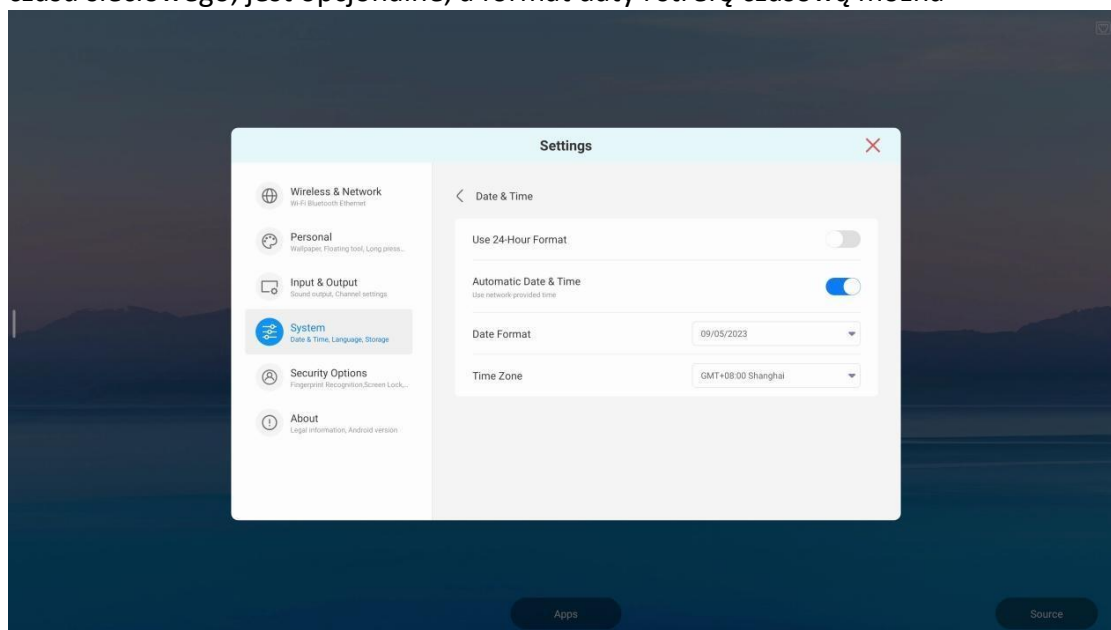 czasu sieciowego) jest opcjonalne, a format daty i strefę czasową można
Settings
Wireless & Network
Wi-Fi Bluetooth Ethernet
Personal
Wallpaper, Floating tool, Long press...
Input & Output
Sound output, Channel settings
System
Date & Time, Language, Storage
Security Options
Fingerprint Recognition,Screen Lock,...
About
Legal information, Android version
Date & Time
Use 24-Hour Format
Automatic Date & Time
Use network-provided time
Date Format
09/05/2023
Time Zone
GMT+08:00 Shanghai
Apps
Source